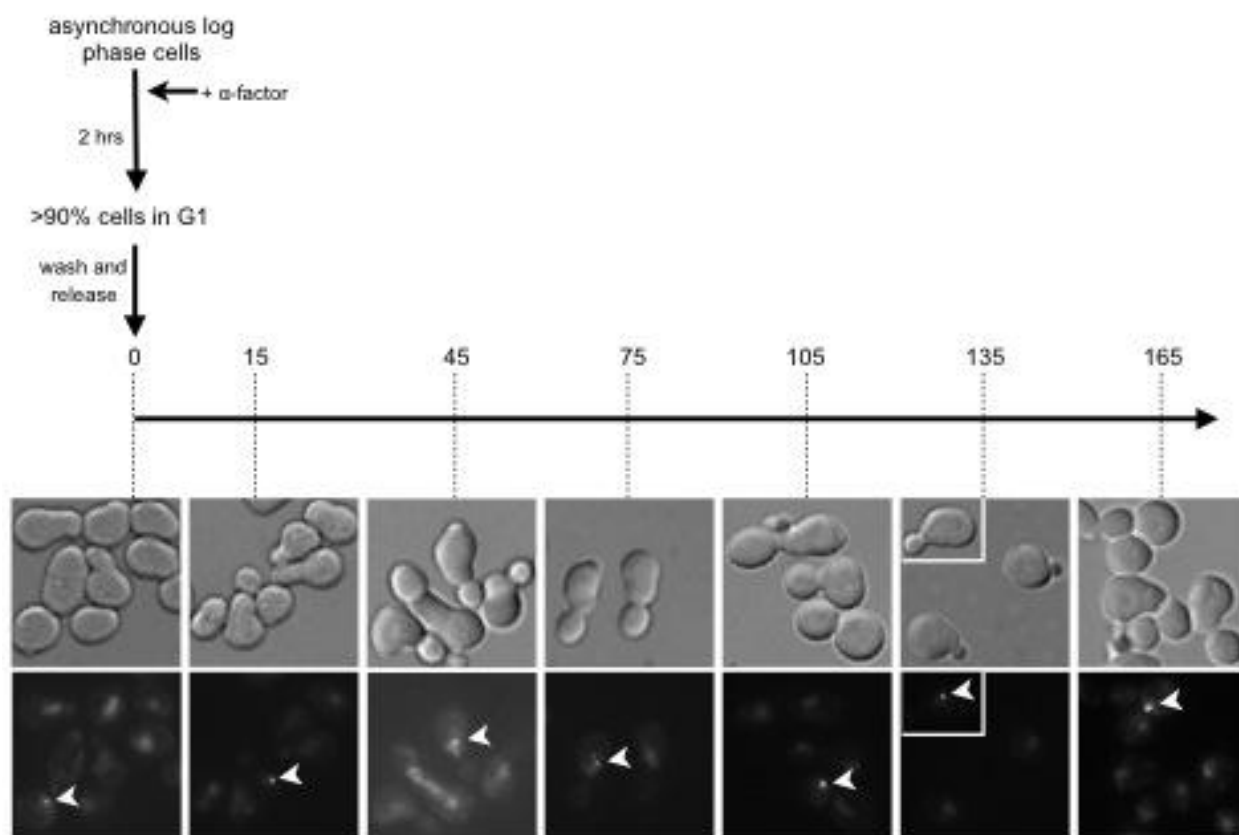 asynchronous log
phase cells
+ α-factor
2 hrs
>90% cells in G1
wash and
release
0 15 45 75 105 135 165